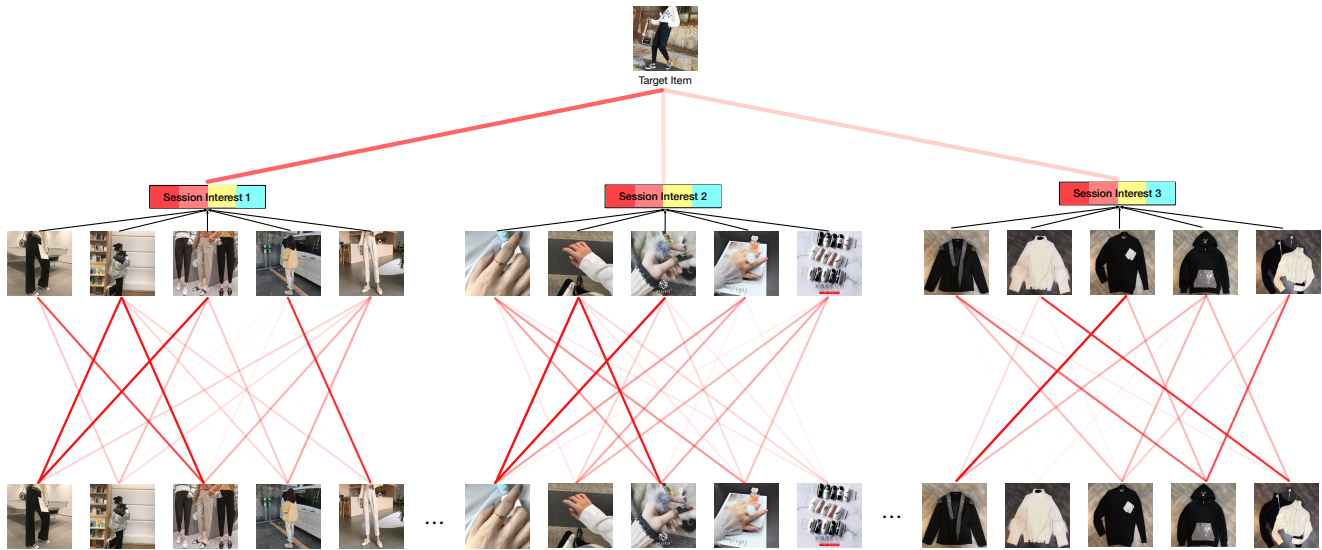 Target Item
Session Interest 1
Session Interest 2
Session Interest 3
...
...